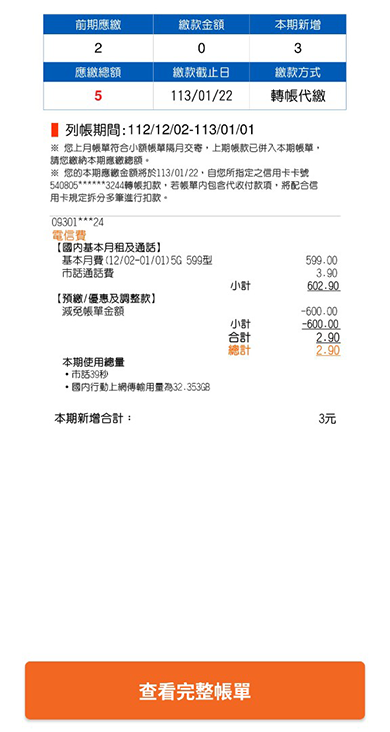 前期應繳 繳款金額 本期新增
2 0 3
應繳總額 繳款截止日 繳款方式
5 113/01/22 轉帳代繳
列帳期間:112/12/02-113/01/01
※ 您上月帳單符合小額帳單隔月交寄，上期帳款已併入本期帳單，
請您繳納本期應繳總額。
※ 您的本期應繳金額將於113/01/22，自您所指定之信用卡卡號
540805******3244轉帳扣款，若帳單內包含代收付款項，將配合信
用卡規定拆分多筆進行扣款。
09301***24
電信費
【國內基本月租及通話】
基本月費(12/02-01/01)5G 599型 599.00
市話通話費 3.90
小計 602.90
【預繳/優惠及調整款】
減免帳單金額 -600.00
小計 -600.00
合計 2.90
總計 2.90
本期使用總量
•市話39秒
•國內行動上網傳輸用量為32.353GB
本期新增合計： 3元
查看完整帳單